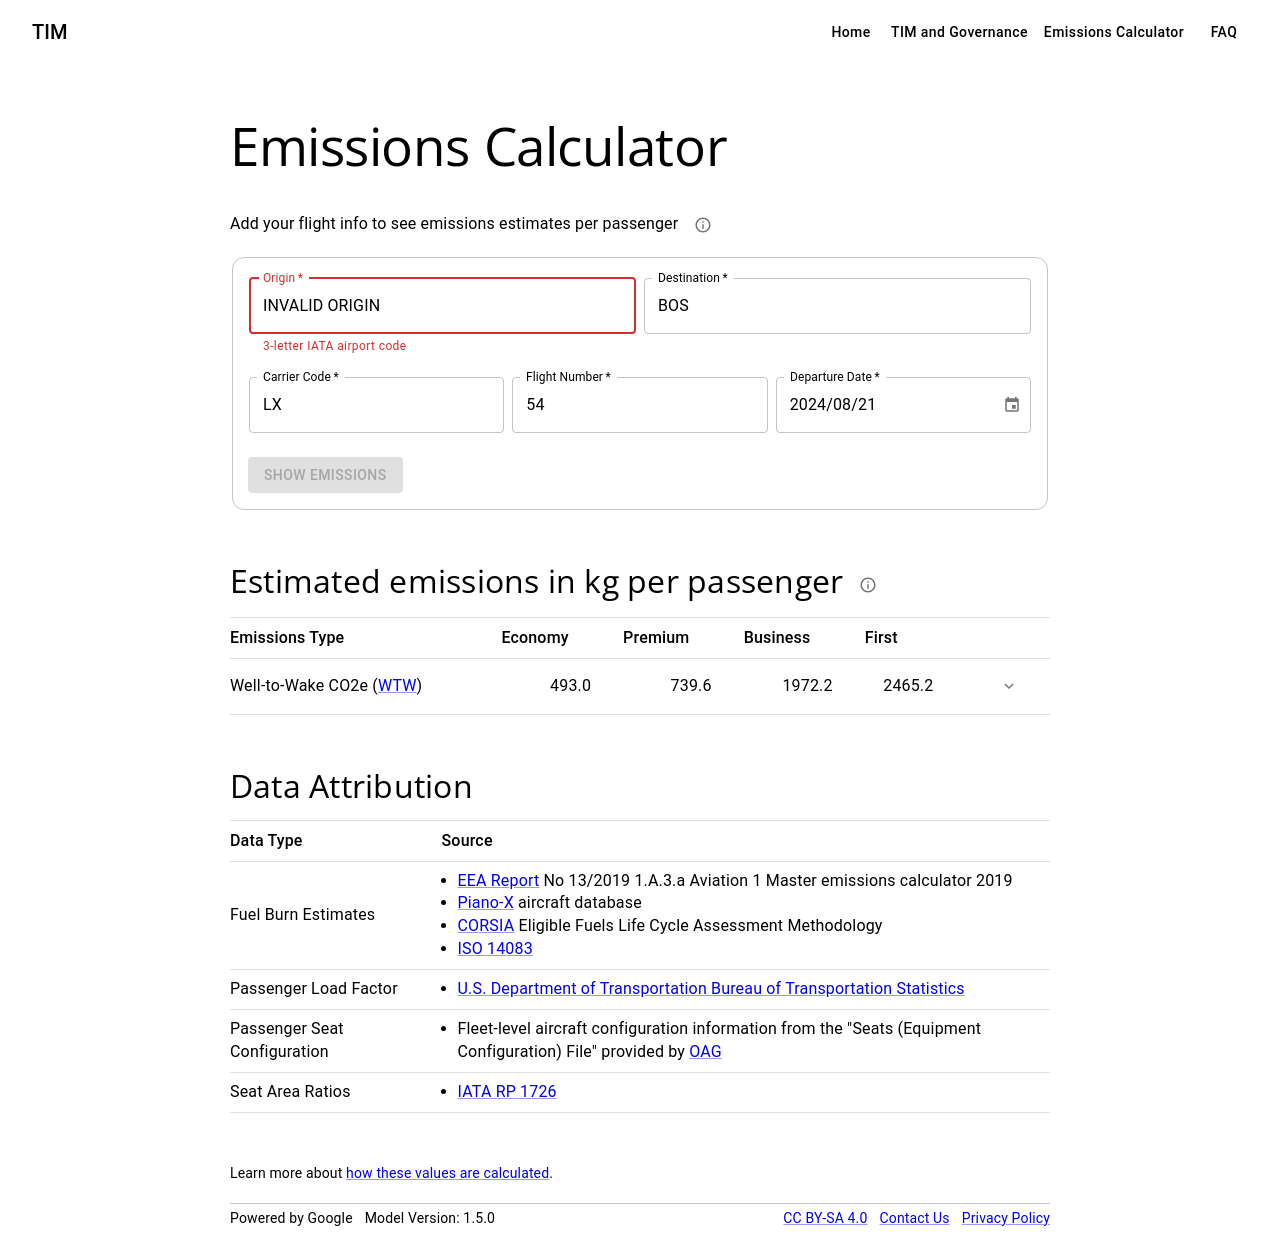 TIM
Home TIM and Governance Emissions Calculator FAQ
Emissions Calculator
Add your flight info to see emissions estimates per passenger
Origin *
INVALID ORIGIN
3-letter IATA airport code
Destination *
BOS
Carrier Code *
LX
Flight Number *
54
Departure Date *
2024/08/21
SHOW EMISSIONS
Estimated emissions in kg per passenger
Emissions Type Economy Premium Business First
Well-to-Wake CO2e (WTW) 493.0 739.6 1972.2 2465.2
Data Attribution
Data Type Source
Fuel Burn Estimates
• EEA Report No 13/2019 1.A.3.a Aviation 1 Master emissions calculator 2019
• Piano-X aircraft database
• CORSIA Eligible Fuels Life Cycle Assessment Methodology
• ISO 14083
Passenger Load Factor
• U.S. Department of Transportation Bureau of Transportation Statistics
Passenger Seat
Configuration
• Fleet-level aircraft configuration information from the "Seats (Equipment
Configuration) File" provided by OAG
Seat Area Ratios
• IATA RP 1726
Learn more about how these values are calculated.
Powered by Google Model Version: 1.5.0 CC BY-SA 4.0 Contact Us Privacy Policy